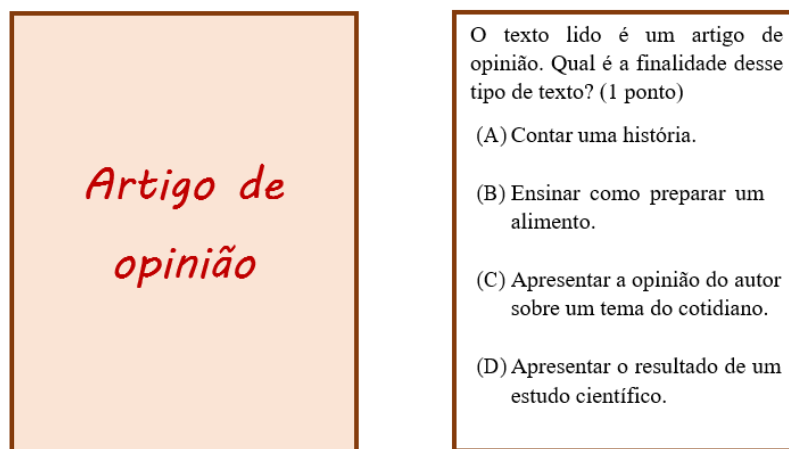 Artigo de
opinião
O texto lido é um artigo de
opinião. Qual é a finalidade desse
tipo de texto? (1 ponto)
(A) Contar uma história.
(B) Ensinar como preparar um
alimento.
(C) Apresentar a opinião do autor
sobre um tema do cotidiano.
(D) Apresentar o resultado de um
estudo científico.